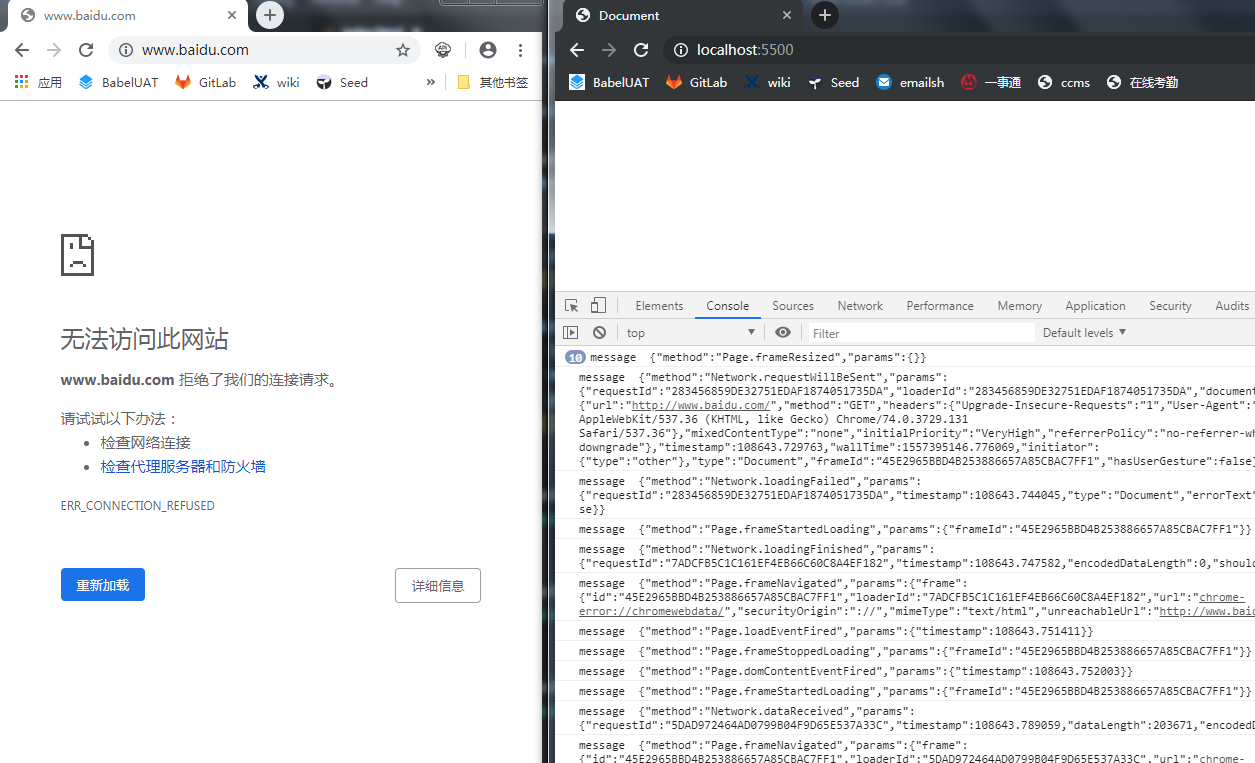 www.baidu.com
www.baidu.com
应用 BabelUAT GitLab wiki Seed » 其他书签
无法访问此网站
www.baidu.com 拒绝了我们的连接请求。
请试试以下办法：
• 检查网络连接
• 检查代理服务器和防火墙
ERR_CONNECTION_REFUSED
重新加载 详细信息
Document
localhost:5500
BabelUAT GitLab wiki Seed emailsh 一事通 ccms 在线考勤
Elements Console Sources Network Performance Memory Application Security Audits
top Filter Default levels
10 message {"method":"Page.frameResized","params":{}}
message {"method":"Network.requestWillBeSent","params":
{"requestId":"283456859DE32751EDAF1874051735DA","loaderId":"283456859DE32751EDAF1874051735DA","document
{"url":"http://www.baidu.com/","method":"GET","headers":{"Upgrade-Insecure-Requests":"1","User-Agent":"
AppleWebKit/537.36 (KHTML, like Gecko) Chrome/74.0.3729.131
Safari/537.36"},"mixedContentType":"none","initialPriority":"VeryHigh","referrerPolicy":"no-referrer-wh
downgrade"},"timestamp":108643.729763,"wallTime":1557395146.776069,"initiator":
{"type":"other"},"type":"Document","frameId":"45E2965BBD4B253886657A85CBAC7FF1","hasUserGesture":false}
message {"method":"Network.loadingFailed","params":
{"requestId":"283456859DE32751EDAF1874051735DA","timestamp":108643.744045,"type":"Document","errorText"
se}}
message {"method":"Page.frameStartedLoading","params":{"frameId":"45E2965BBD4B253886657A85CBAC7FF1"}}
message {"method":"Network.loadingFinished","params":
{"requestId":"7ADCFB5C1C161EF4EB66C60C8A4EF182","timestamp":108643.747582,"encodedDataLength":0,"shoul
message {"method":"Page.frameNavigated","params":{"frame":
{"id":"45E2965BBD4B253886657A85CBAC7FF1","loaderId":"7ADCFB5C1C161EF4EB66C60C8A4EF182","url":"chrome-
error://chromewebdata/","securityOrigin":"://","mimeType":"text/html","unreachableUrl":"http://www.baid
message {"method":"Page.loadEventFired","params":{"timestamp":108643.751411}}
message {"method":"Page.frameStoppedLoading","params":{"frameId":"45E2965BBD4B253886657A85CBAC7FF1"}}
message {"method":"Page.domContentEventFired","params":{"timestamp":108643.752003}}
message {"method":"Page.frameStartedLoading","params":{"frameId":"45E2965BBD4B253886657A85CBAC7FF1"}}
message {"method":"Network.dataReceived","params":
{"requestId":"5DAD972464AD0799B04F9D65E537A33C","timestamp":108643.789059,"dataLength":203671,"encodedD
message {"method":"Page.frameNavigated","params":{"frame":
{"id":"45E2965BBD4B253886657A85CBAC7FF1","loaderId":"5DAD972464AD0799B04F9D65E537A33C","url":"chrome-